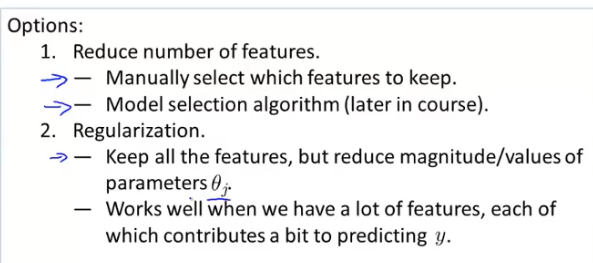 Options:
1. Reduce number of features.
— Manually select which features to keep.
— Model selection algorithm (later in course).
2. Regularization.
— Keep all the features, but reduce magnitude/values of
parameters θⱼ.
— Works well when we have a lot of features, each of
which contributes a bit to predicting y.